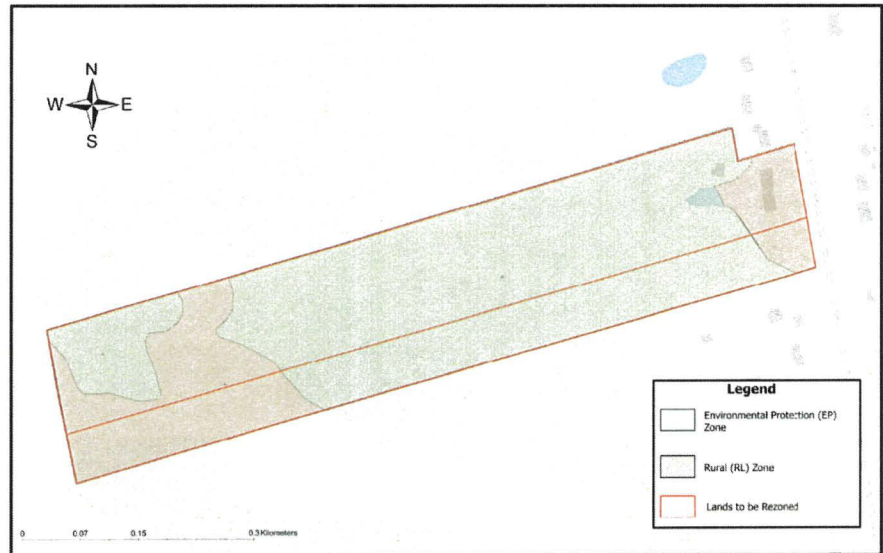 N
W E
S
Legend
Environmental Protection (EP)
Zone
Rural (RL) Zone
Lands to be Rezoned
0 0.07 0.15 0.3 Kilometers